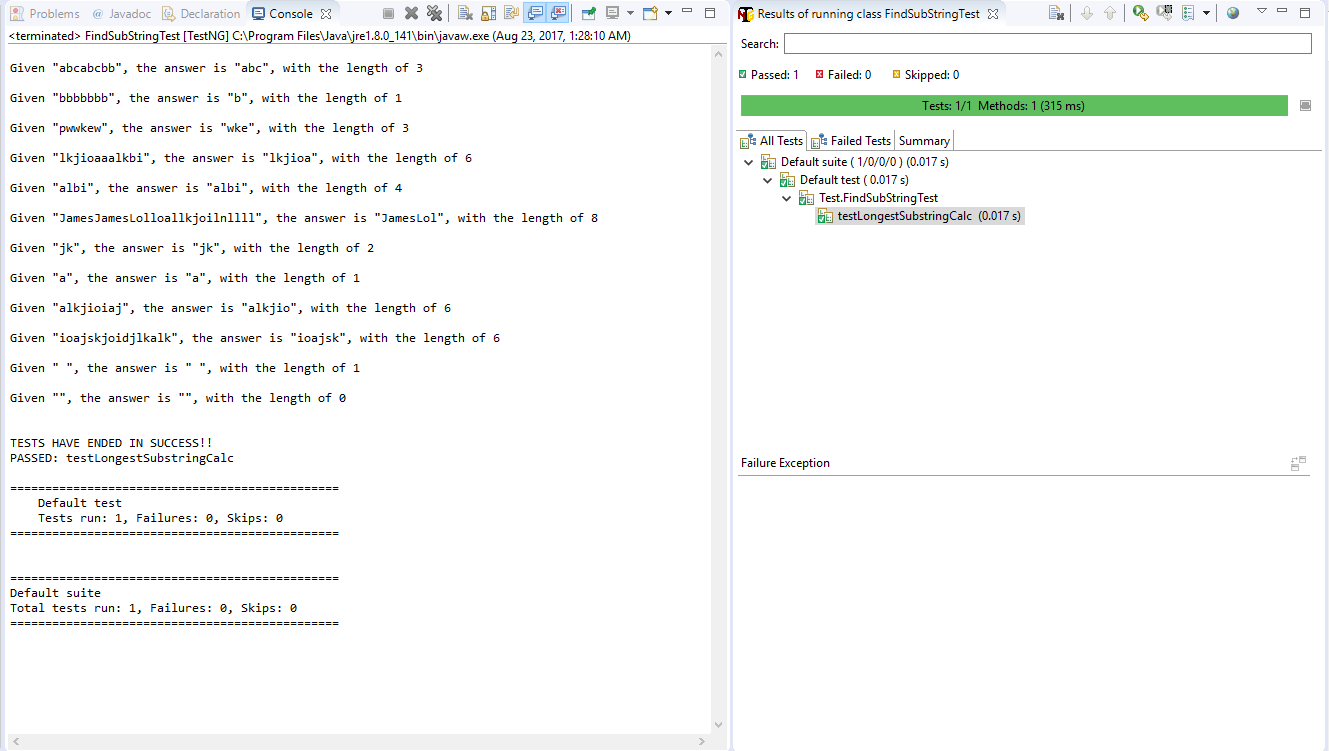 Problems @ Javadoc Declaration Console
<terminated> FindSubStringTest [TestNG] C:\Program Files\Java\jre1.8.0_141\bin\javaw.exe (Aug 23, 2017, 1:28:10 AM)
Given "abcabcbb", the answer is "abc", with the length of 3
Given "bbbbbbb", the answer is "b", with the length of 1
Given "pwwkew", the answer is "wke", with the length of 3
Given "lkjioaaalkbi", the answer is "lkjioa", with the length of 6
Given "albi", the answer is "albi", with the length of 4
Given "JamesJamesLolloallkjoilnllll", the answer is "JamesLol", with the length of 8
Given "jk", the answer is "jk", with the length of 2
Given "a", the answer is "a", with the length of 1
Given "alkjioiaj", the answer is "alkjio", with the length of 6
Given "ioajskjoidjlkalk", the answer is "ioajsk", with the length of 6
Given " ", the answer is " ", with the length of 1
Given "", the answer is "", with the length of 0
TESTS HAVE ENDED IN SUCCESS!!
PASSED: testLongestSubstringCalc
===============================================
Default test
Tests run: 1, Failures: 0, Skips: 0
===============================================
===============================================
Default suite
Total tests run: 1, Failures: 0, Skips: 0
===============================================
Results of running class FindSubStringTest
Search:
Passed: 1 Failed: 0 Skipped: 0
Tests: 1/1 Methods: 1 (315 ms)
All Tests Failed Tests Summary
Default suite ( 1/0/0/0 ) (0.017 s)
Default test ( 0.017 s)
Test.FindSubStringTest
testLongestSubstringCalc (0.017 s)
Failure Exception